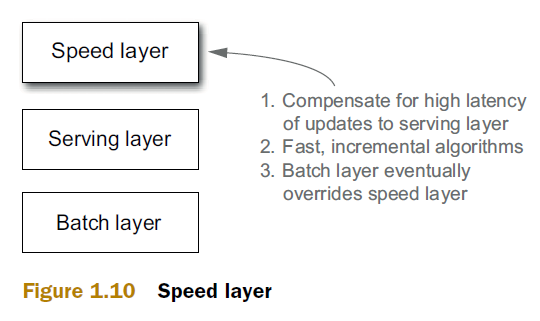 Speed layer
1. Compensate for high latency
of updates to serving layer
2. Fast, incremental algorithms
3. Batch layer eventually
overrides speed layer
Serving layer
Batch layer
Figure 1.10 Speed layer